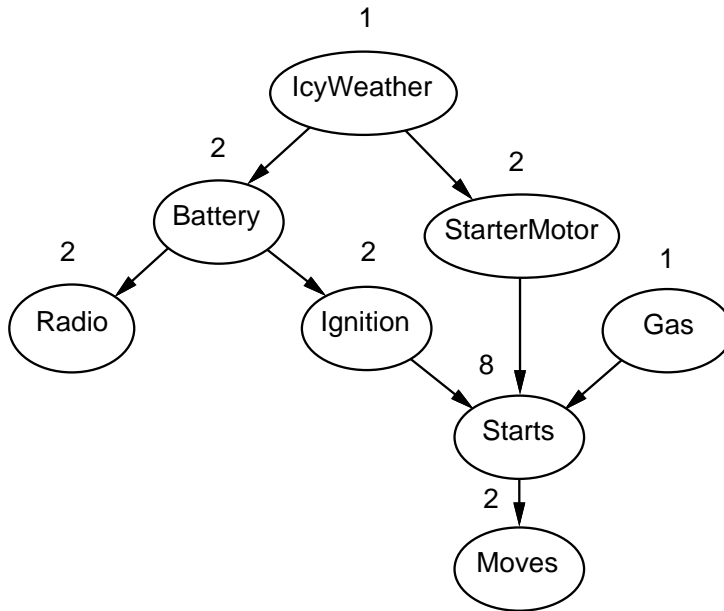 1
IcyWeather
2
2
Battery
StarterMotor
2
2
1
Radio
Ignition
Gas
8
Starts
2
Moves